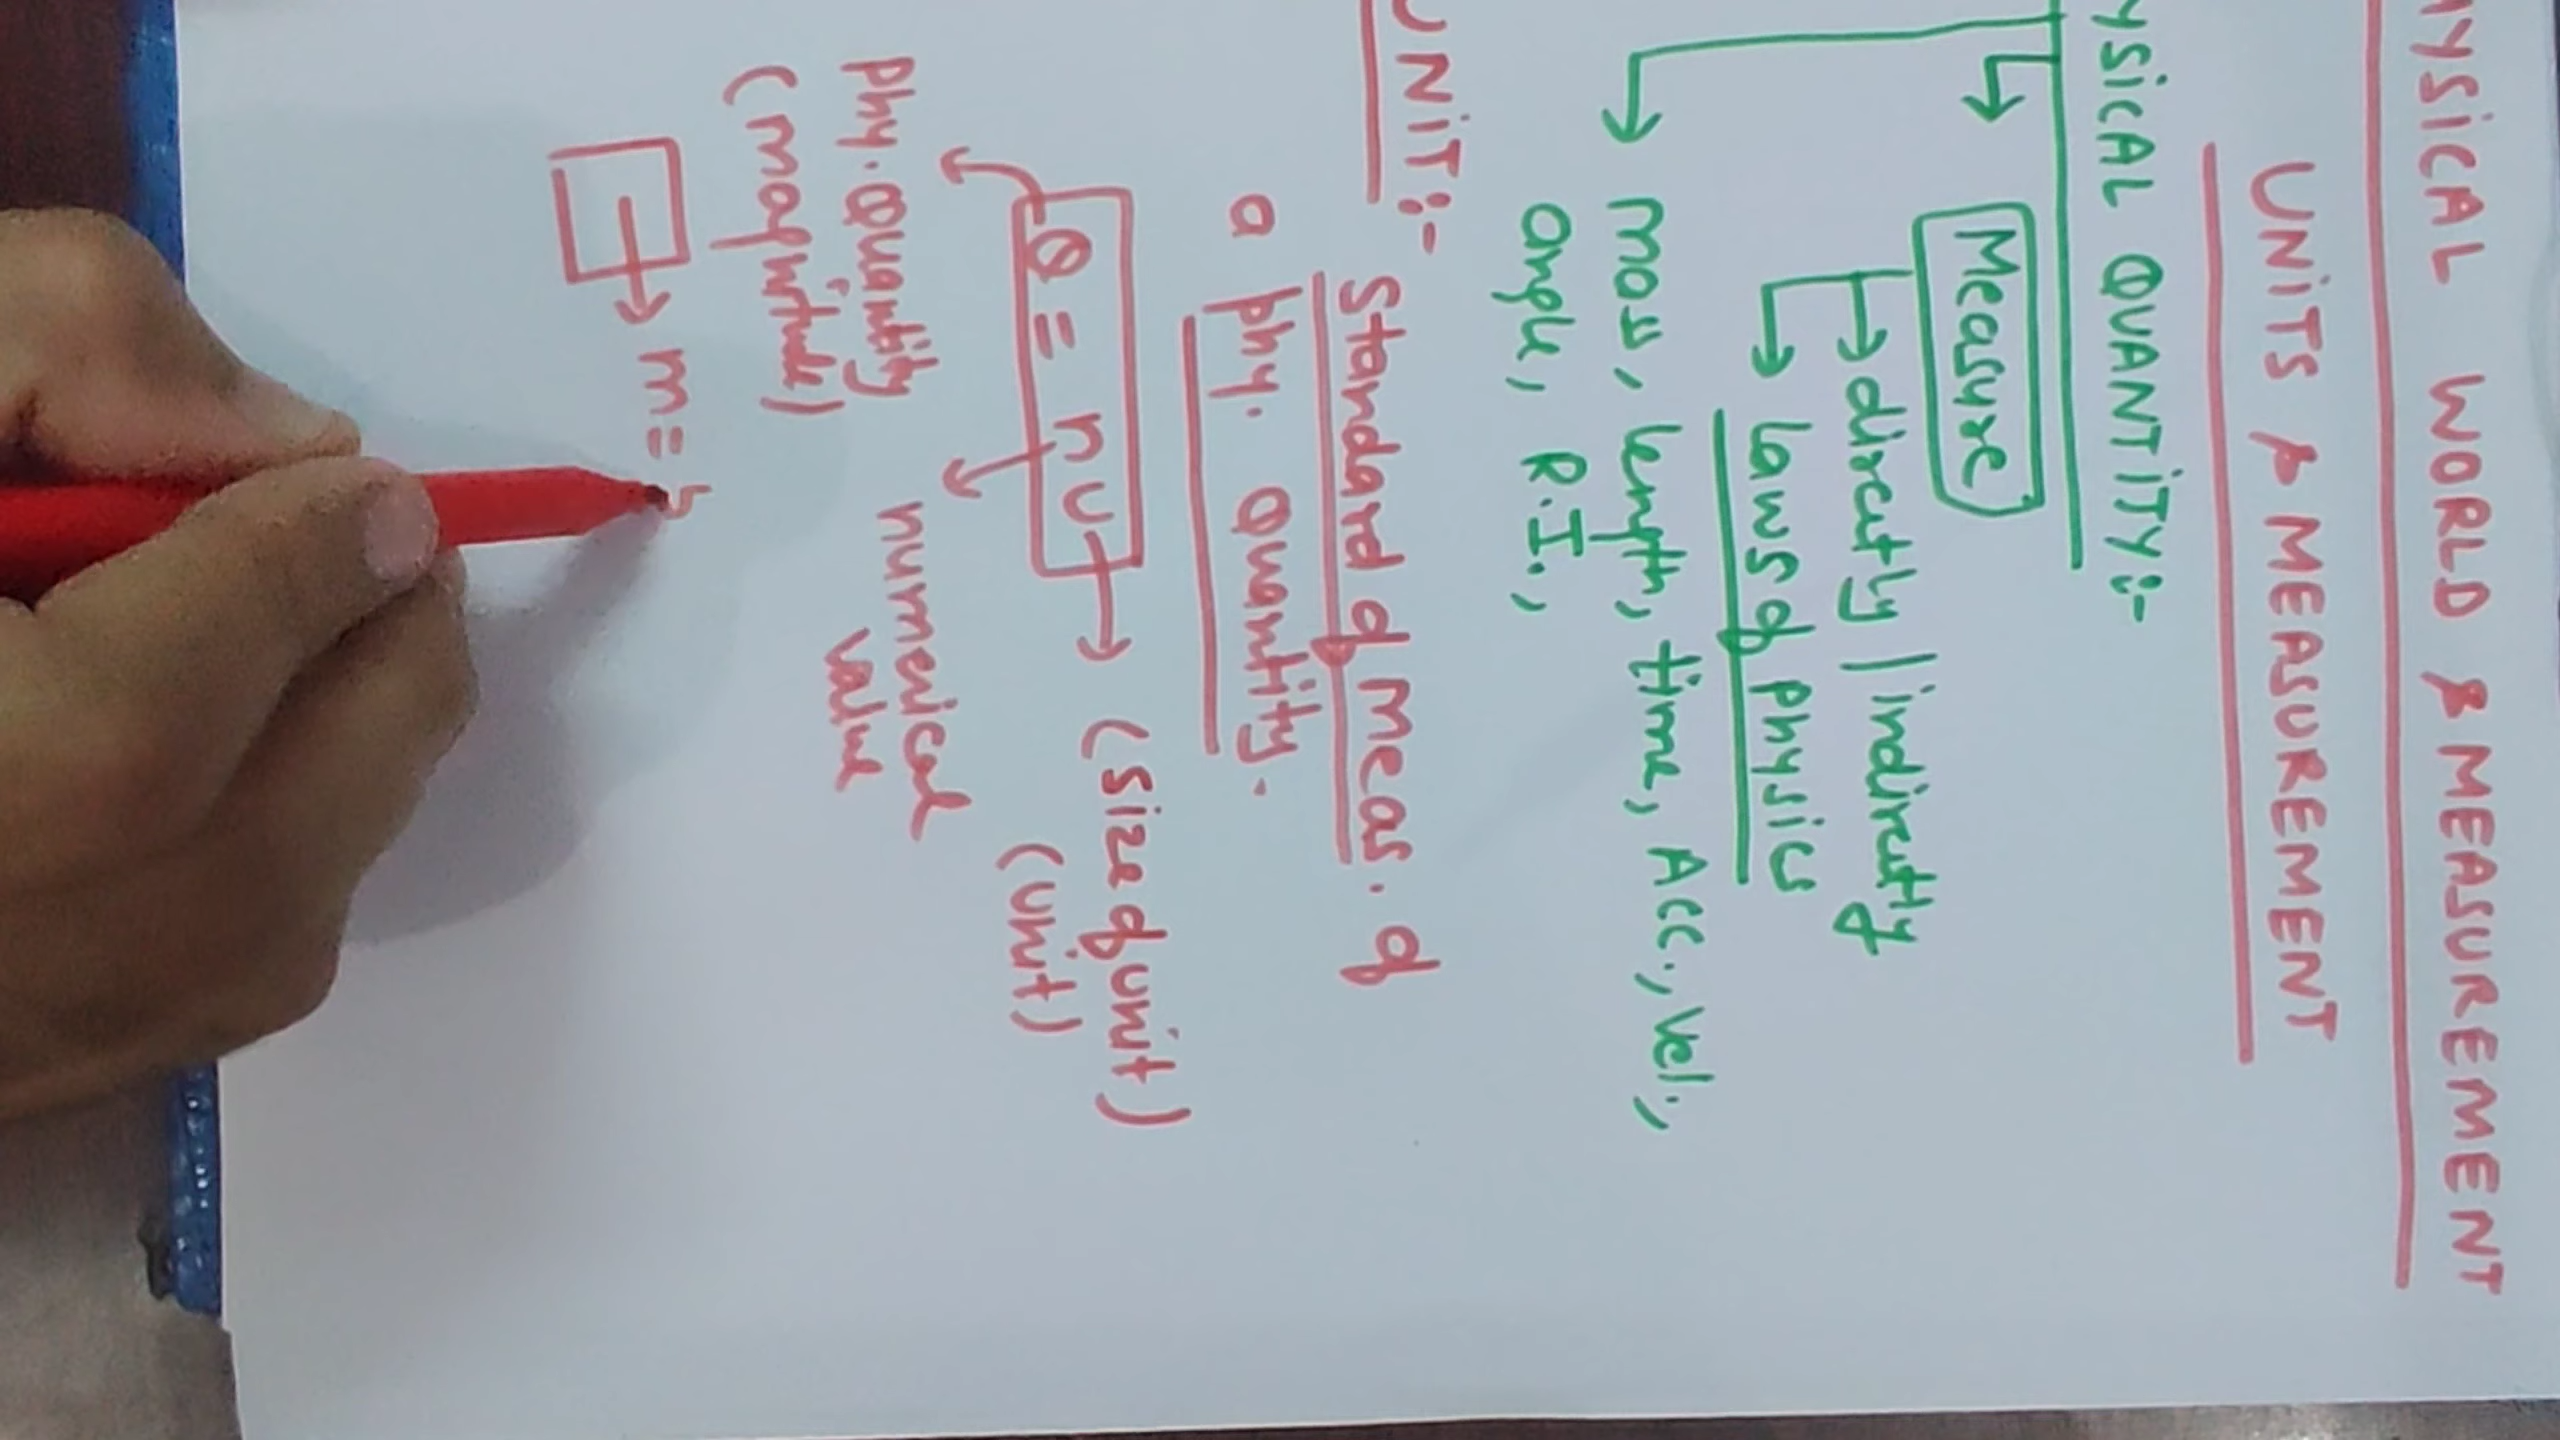 HYSICAL WORLD & MEASUREMENT
UNITS & MEASUREMENT
YSICAL QUANTITY:-
Measure
directly / indirectly
laws of physics
mass, length, time, Acc., Vel.,
angle, R.I.,
UNIT:-
Standard of Meas. of
a phy. Quantity.
Q = nu
(Size of unit)
(unit)
phy. Quantity
(magnitude)
numerical
value
m = 5